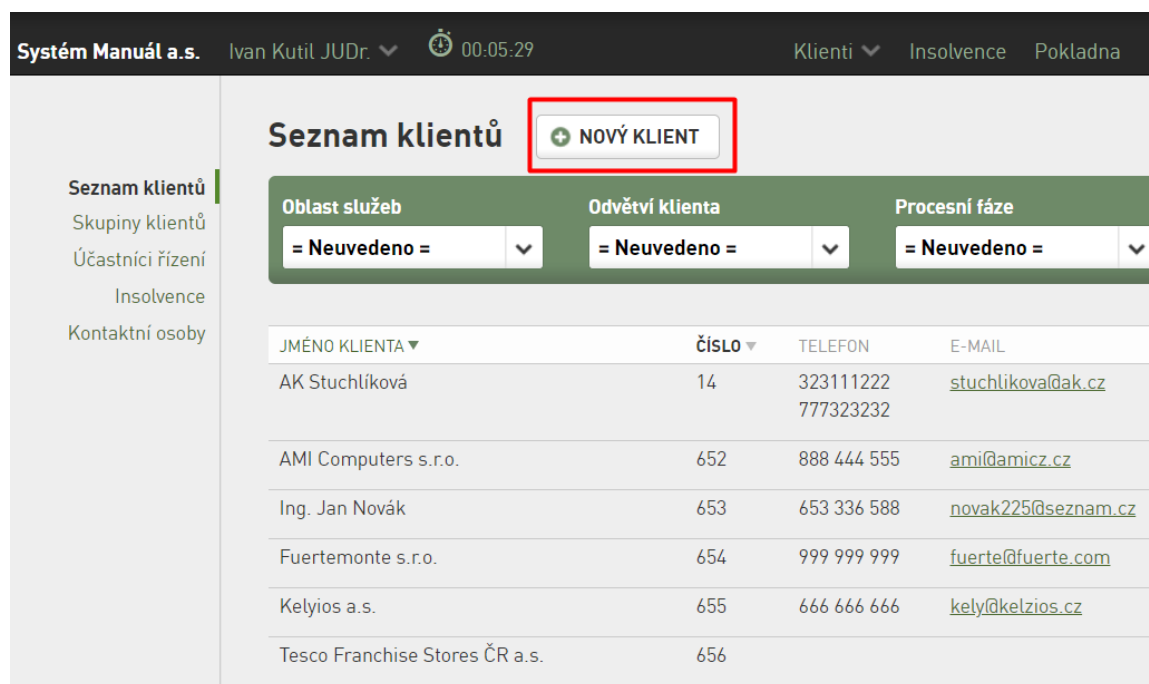 Systém Manuál a.s. Ivan Kutil JUDr. 00:05:29 Klienti Insolvence Pokladna
Seznam klientů NOVÝ KLIENT
Seznam klientů
Skupiny klientů
Účastníci řízení
Insolvence
Kontaktní osoby
Oblast služeb Odvětví klienta Procesní fáze
= Neuvedeno = = Neuvedeno = = Neuvedeno =
JMÉNO KLIENTA ČÍSLO TELEFON E-MAIL
AK Stuchlíková 14 323111222 stuchlikova@ak.cz
777323232
AMI Computers s.r.o. 652 888 444 555 ami@amicz.cz
Ing. Jan Novák 653 653 336 588 novak225@seznam.cz
Fuertemonte s.r.o. 654 999 999 999 fuerte@fuerte.com
Kelyios a.s. 655 666 666 666 kely@kelzios.cz
Tesco Franchise Stores ČR a.s. 656